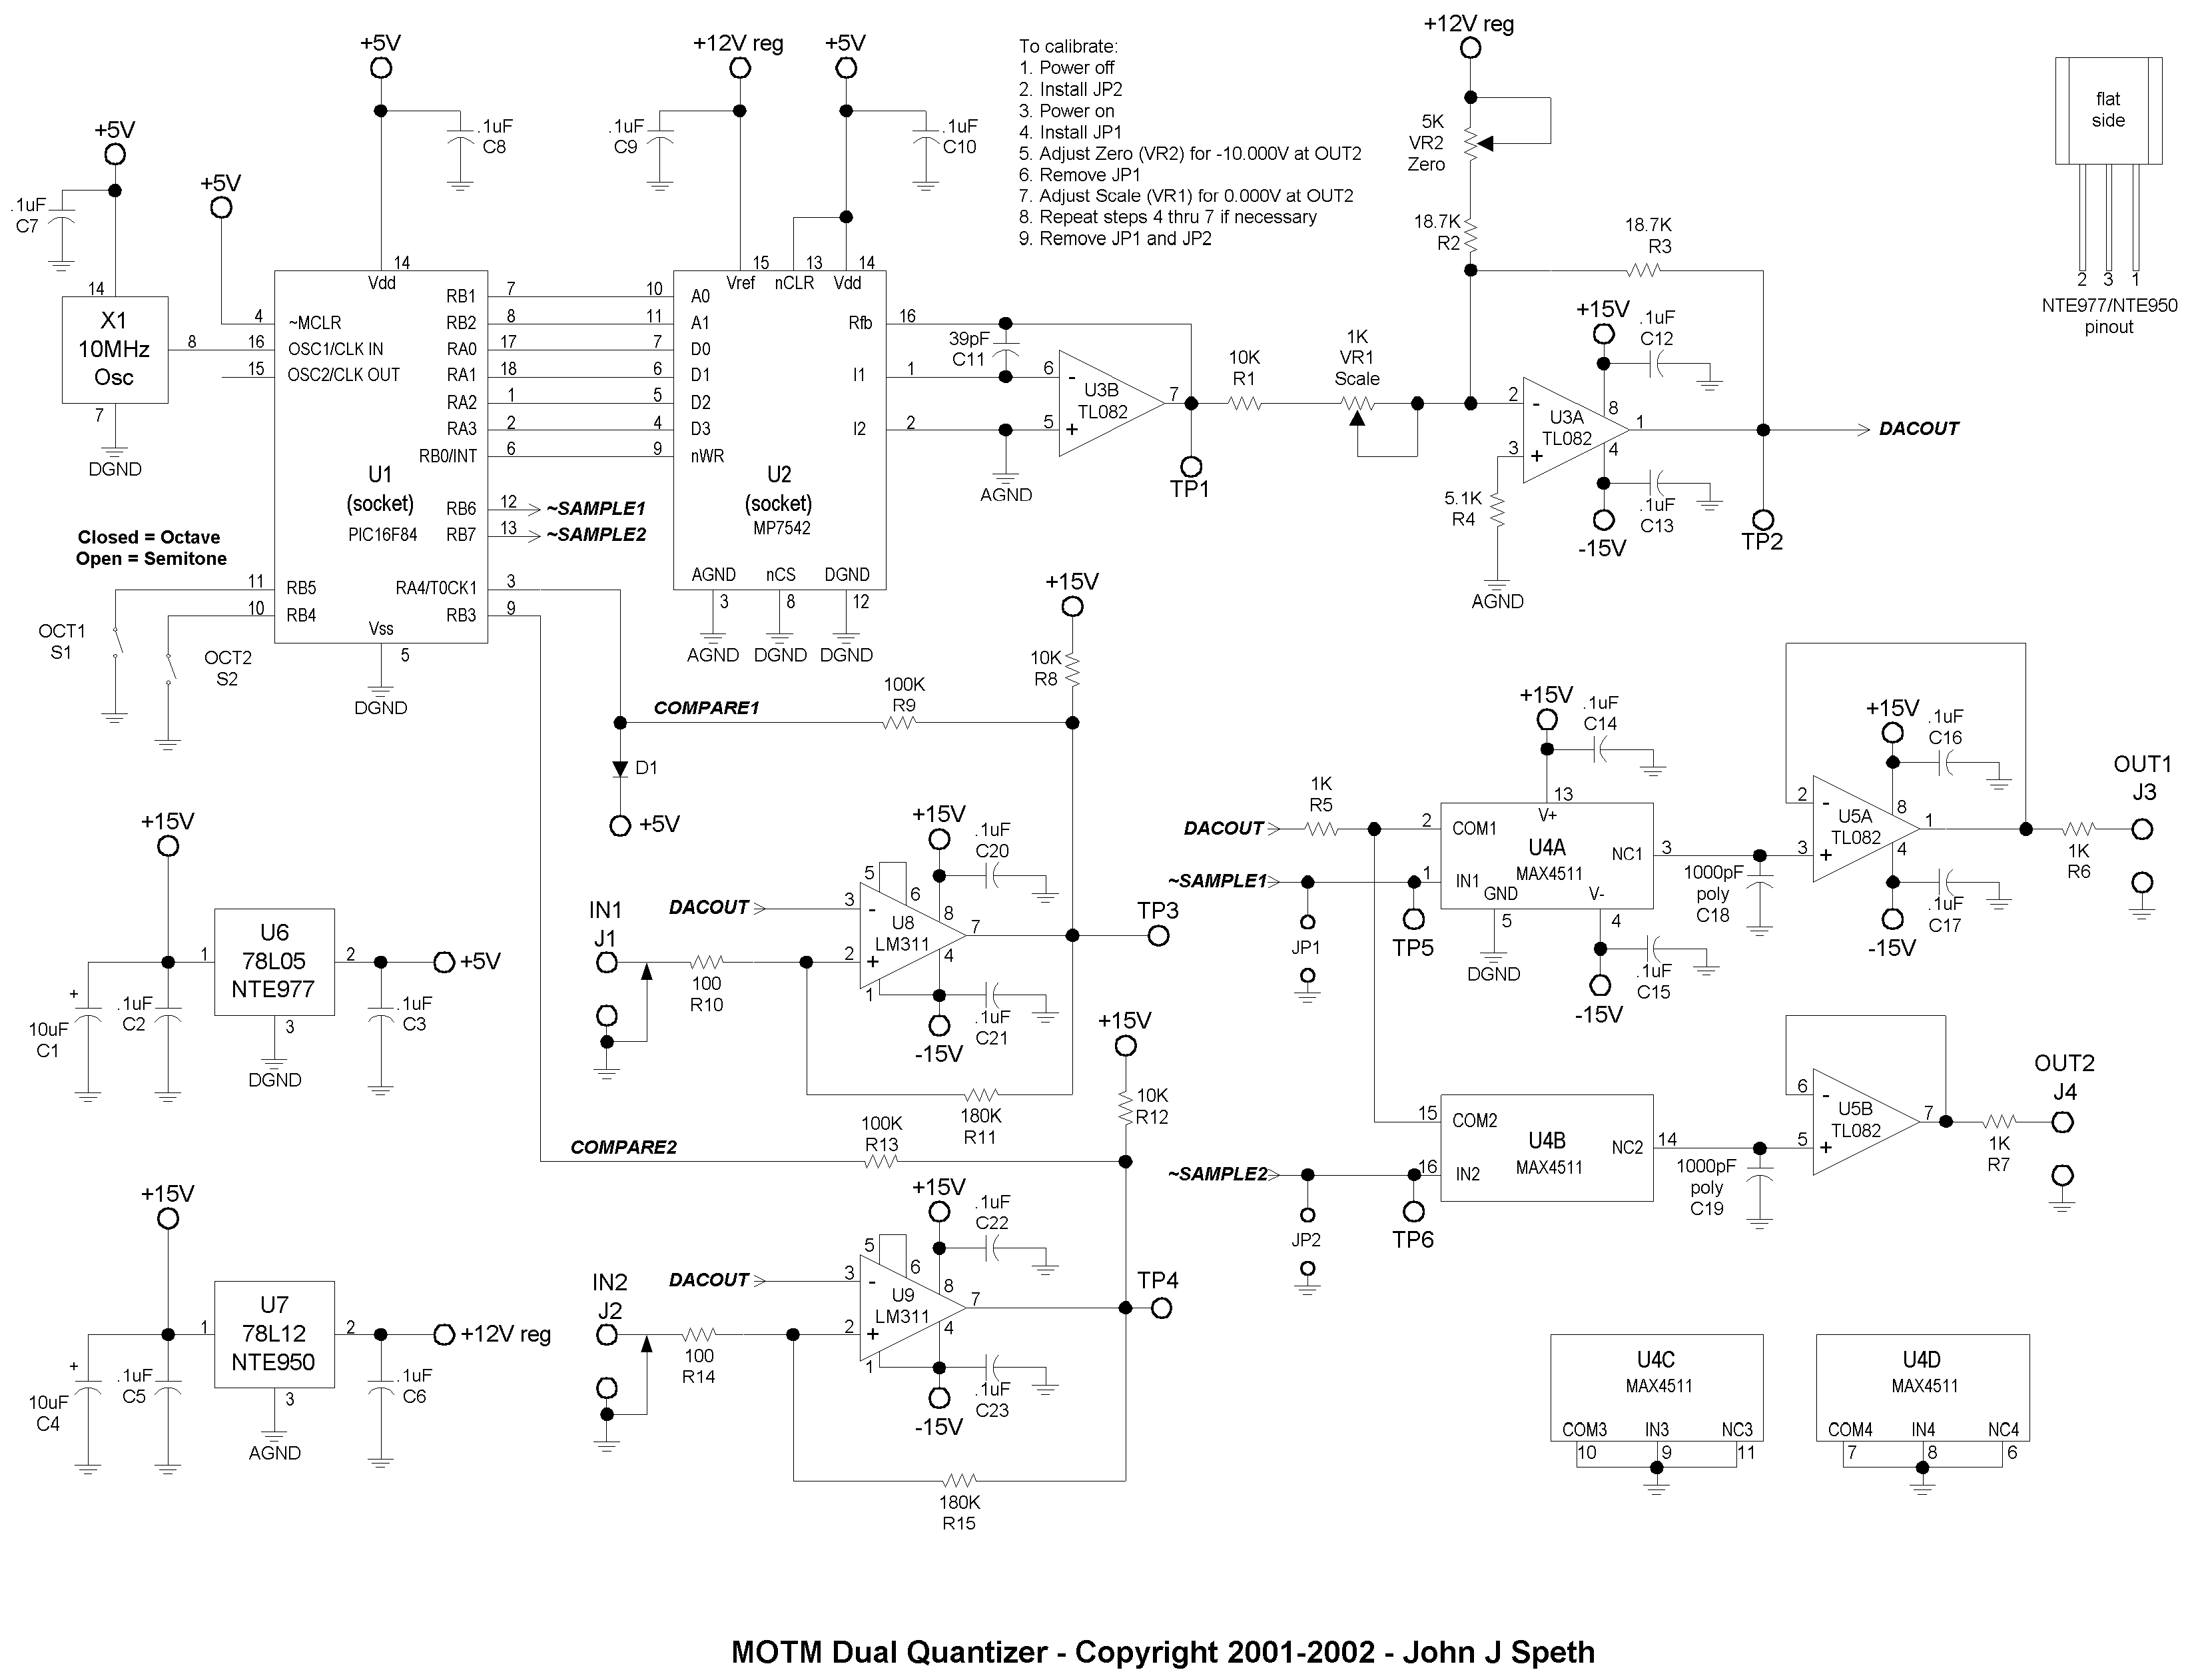 +5V
+12V reg
+5V
To calibrate:
1. Power off
2. Install JP2
3. Power on
4. Install JP1
5. Adjust Zero (VR2) for -10.000V at OUT2
6. Remove JP1
7. Adjust Scale (VR1) for 0.000V at OUT2
8. Repeat steps 4 thru 7 if necessary
9. Remove JP1 and JP2
+12V reg
5K
VR2
Zero
18.7K
R2
18.7K
R3
flat
side
2 3 1
NTE977/NTE950
pinout
+5V
.1uF
C7
+5V
.1uF
C8
.1uF
C9
.1uF
C10
14
X1
10MHz
Osc
8
7
DGND
14
Vdd
4 ~MCLR
16 OSC1/CLK IN
15 OSC2/CLK OUT
RB1 7
RB2 8
RA0 17
RA1 18
RA2 1
RA3 2
RB0/INT 6
U1
(socket)
PIC16F84
RB6 12 ~SAMPLE1
RB7 13 ~SAMPLE2
Closed = Octave
Open = Semitone
11 RB5
10 RB4
RA4/T0CK1 3
RB3 9
Vss
5
DGND
OCT1
S1
OCT2
S2
15 13 14
Vref nCLR Vdd
10 A0
11 A1
7 D0
6 D1
5 D2
4 D3
9 nWR
Rfb 16
I1 1
I2 2
U2
(socket)
MP7542
AGND nCS DGND
3 8 12
AGND DGND DGND
39pF
C11
6 -
5 +
U3B
TL082
7
AGND
TP1
10K
R1
1K
VR1
Scale
2 -
3 +
U3A
TL082
1
8
4
+15V
.1uF
C12
.1uF
C13
-15V
5.1K
R4
AGND
DACOUT
TP2
+15V
10K
R8
100K
R9
COMPARE1
D1
+5V
+15V
.1uF
C20
5
6
DACOUT
3 -
2 +
U8
LM311
8
7
4
1
IN1
J1
100
R10
.1uF
C21
-15V
180K
R11
TP3
+15V
10K
R12
100K
R13
COMPARE2
+15V
.1uF
C22
5
6
DACOUT
3 -
2 +
U9
LM311
8
7
4
1
IN2
J2
100
R14
.1uF
C23
-15V
180K
R15
TP4
+15V
1 U6 2
78L05
NTE977
3
DGND
+5V
10uF
C1
.1uF
C2
.1uF
C3
+
+15V
1 U7 2
78L12
NTE950
3
AGND
+12V reg
10uF
C4
.1uF
C5
.1uF
C6
+
+15V
.1uF
C14
13
V+
1K
R5
DACOUT
2 COM1
~SAMPLE1
1 IN1
U4A
MAX4511
NC1 3
GND
5
V-
4
DGND
JP1
TP5
.1uF
C15
-15V
1000pF
poly
C18
+15V
.1uF
C16
2 -
3 +
U5A
TL082
8
1
4
.1uF
C17
-15V
1K
R6
OUT1
J3
15 COM2
~SAMPLE2
16 IN2
U4B
MAX4511
NC2 14
JP2
TP6
1000pF
poly
C19
6 -
5 +
U5B
TL082
7
1K
R7
OUT2
J4
U4C
MAX4511
COM3 IN3 NC3
10 9 11
U4D
MAX4511
COM4 IN4 NC4
7 8 6
MOTM Dual Quantizer - Copyright 2001-2002 - John J Speth